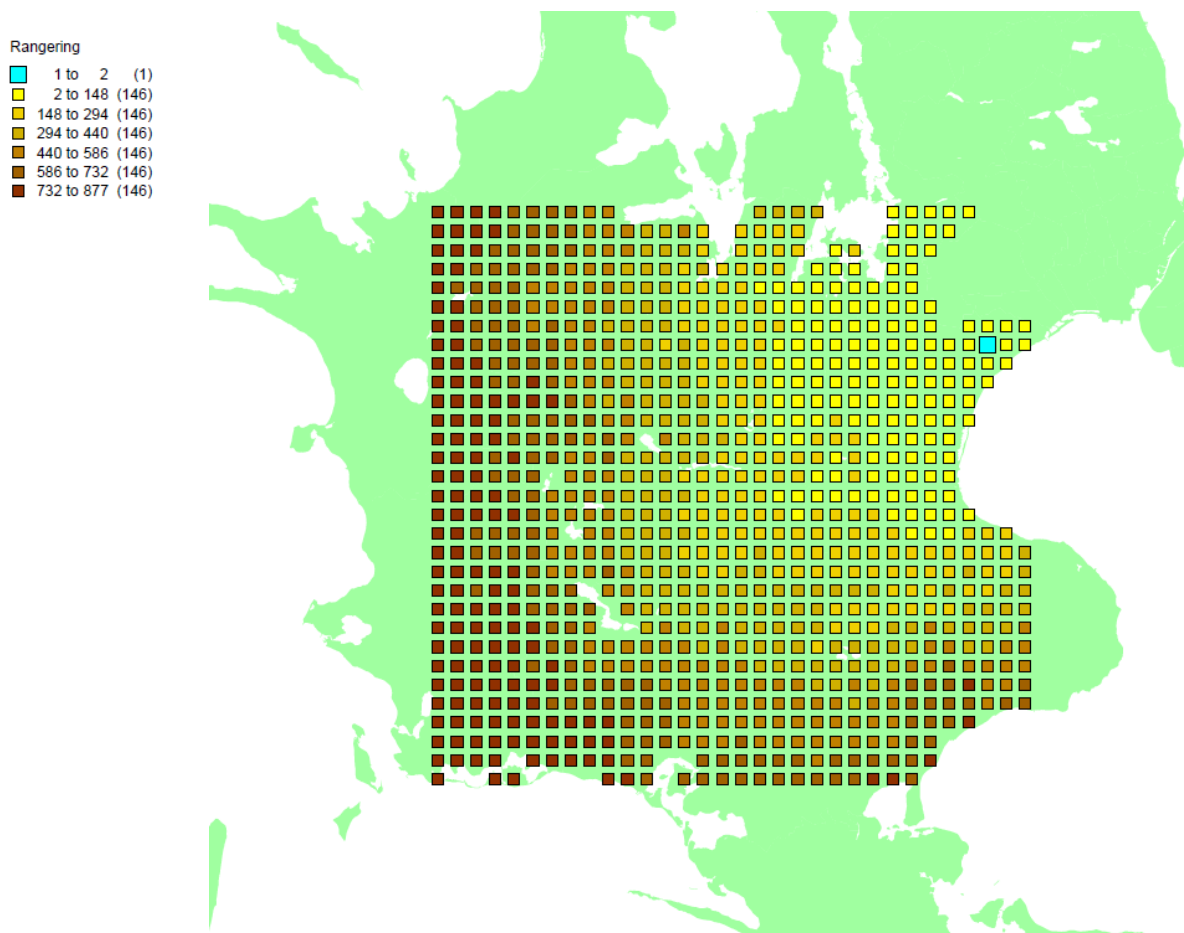 Rangering
1 to 2 (1)
2 to 148 (146)
148 to 294 (146)
294 to 440 (146)
440 to 586 (146)
586 to 732 (146)
732 to 877 (146)